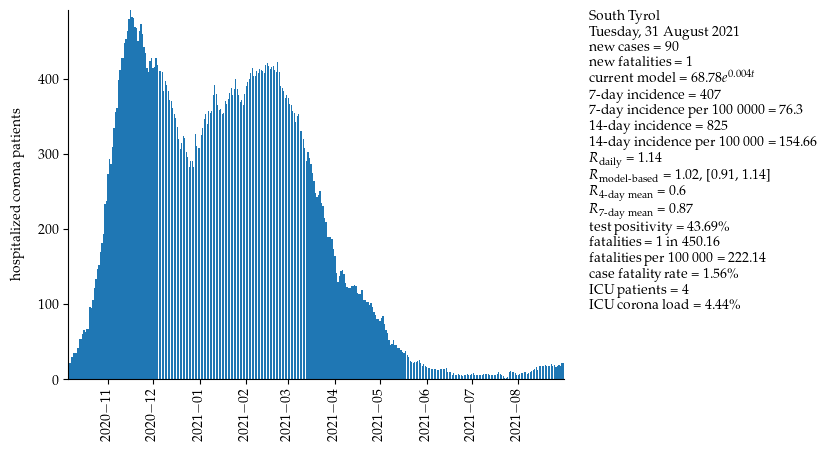 South Tyrol
Tuesday, 31 August 2021
new cases = 90
new fatalities = 1
current model = 68.78e^0.004t
7-day incidence = 407
7-day incidence per 100 0000 = 76.3
14-day incidence = 825
14-day incidence per 100 000 = 154.66
R_daily = 1.14
R_model-based = 1.02, [0.91, 1.14]
R_4-day mean = 0.6
R_7-day mean = 0.87
test positivity = 43.69%
fatalities = 1 in 450.16
fatalities per 100 000 = 222.14
case fatality rate = 1.56%
ICU patients = 4
ICU corona load = 4.44%
hospitalized corona patients
400
300
200
100
0
2020−11
2020−12
2021−01
2021−02
2021−03
2021−04
2021−05
2021−06
2021−07
2021−08